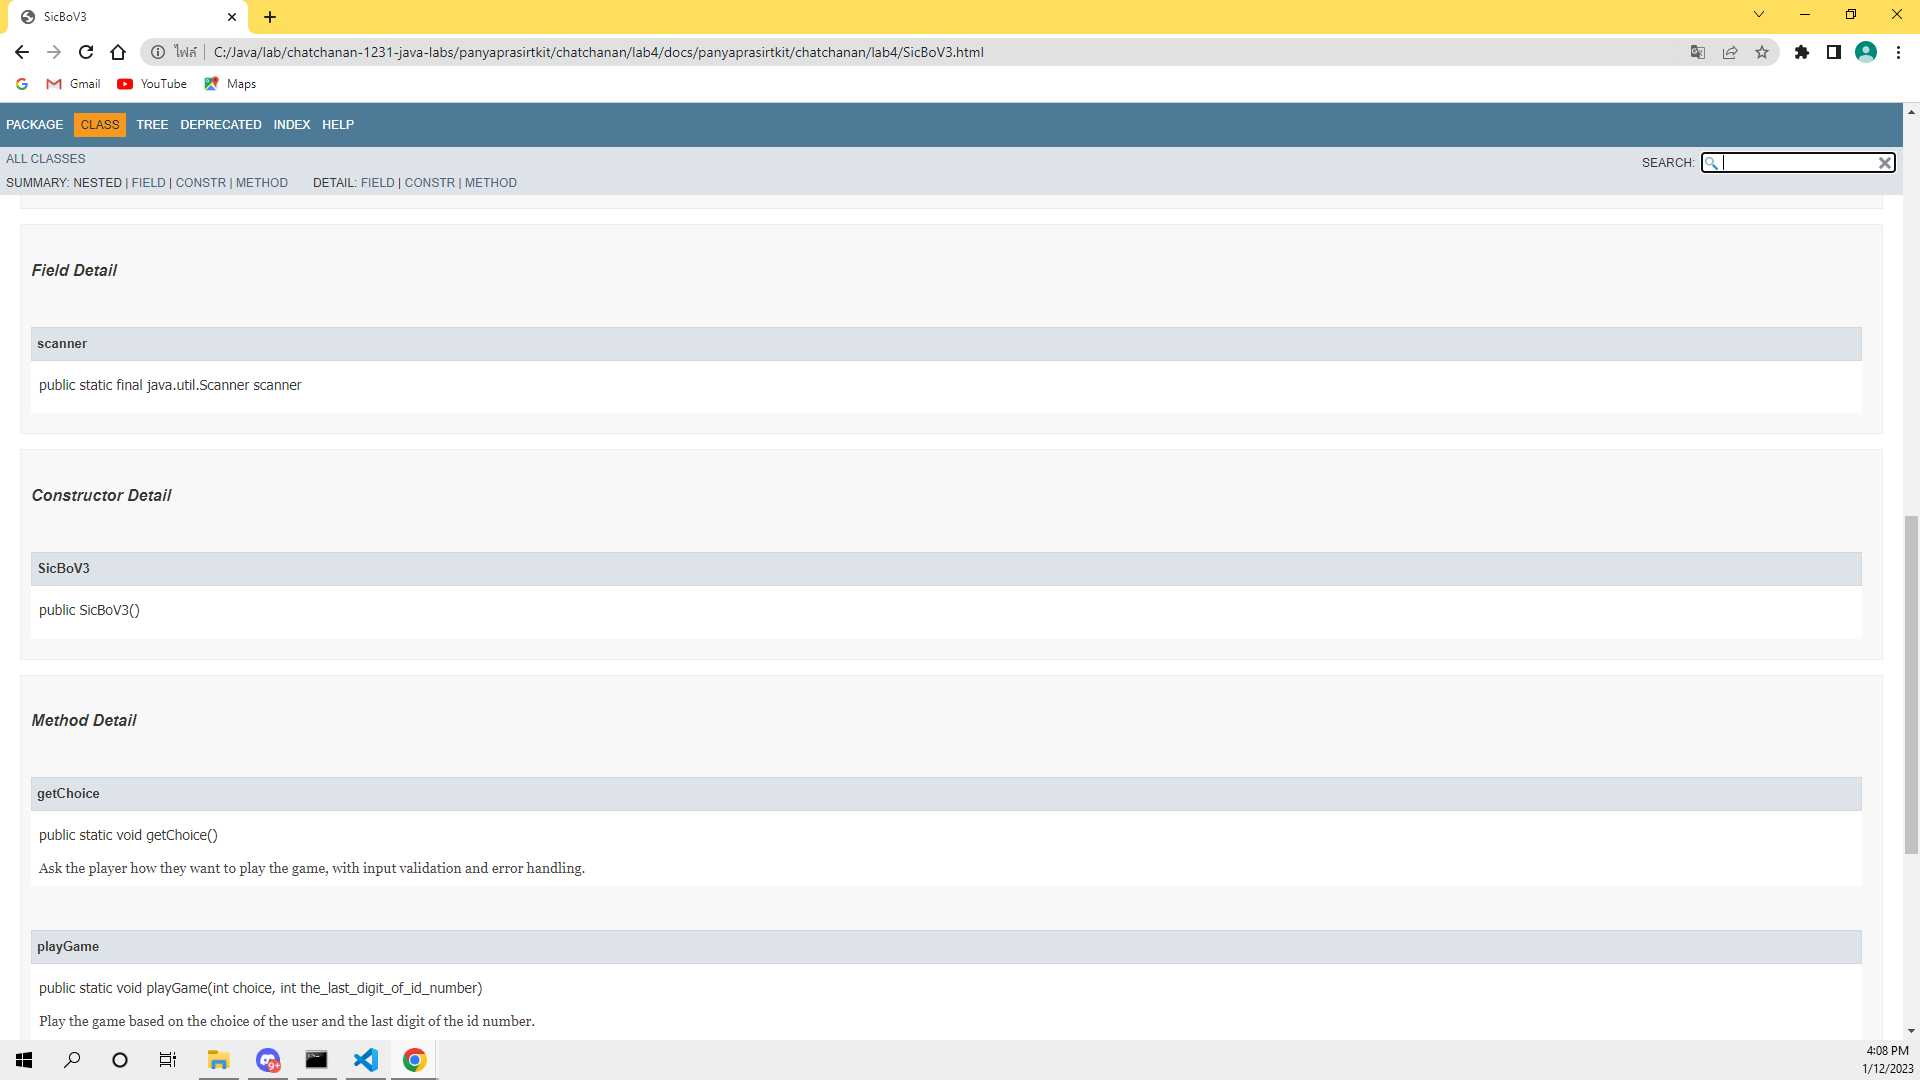 SicBoV3
ไฟล์ C:/Java/lab/chatchanan-1231-java-labs/panyaprasirtkit/chatchanan/lab4/docs/panyaprasirtkit/chatchanan/lab4/SicBoV3.html
Gmail YouTube Maps
PACKAGE CLASS TREE DEPRECATED INDEX HELP
ALL CLASSES
SEARCH:
SUMMARY: NESTED | FIELD | CONSTR | METHOD DETAIL: FIELD | CONSTR | METHOD
Field Detail
scanner
public static final java.util.Scanner scanner
Constructor Detail
SicBoV3
public SicBoV3()
Method Detail
getChoice
public static void getChoice()
Ask the player how they want to play the game, with input validation and error handling.
playGame
public static void playGame(int choice, int the_last_digit_of_id_number)
Play the game based on the choice of the user and the last digit of the id number.
9+
4:08 PM
1/12/2023